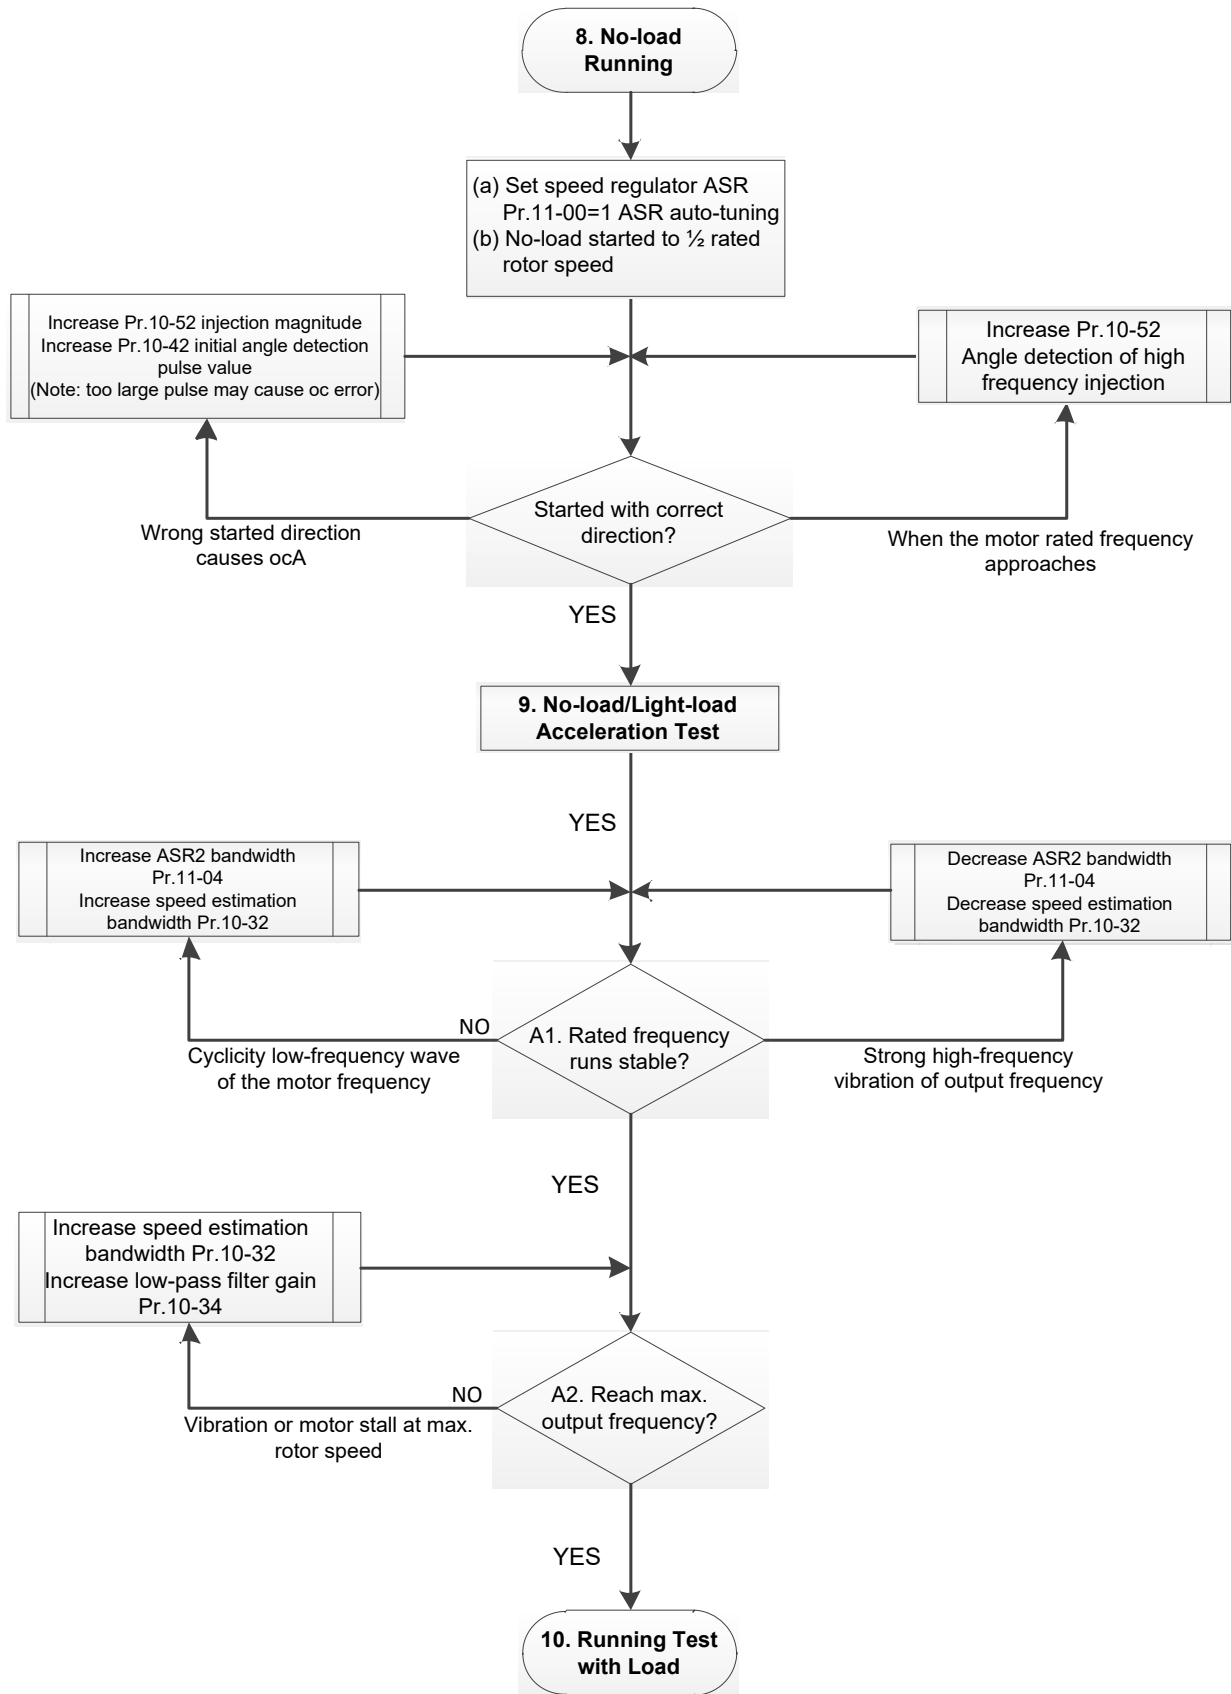 8. No-load
Running
(a) Set speed regulator ASR
Pr.11-00=1 ASR auto-tuning
(b) No-load started to ½ rated
rotor speed
Increase Pr.10-52 injection magnitude
Increase Pr.10-42 initial angle detection
pulse value
(Note: too large pulse may cause oc error)
Increase Pr.10-52
Angle detection of high
frequency injection
Started with correct
direction?
Wrong started direction
causes ocA
When the motor rated frequency
approaches
YES
9. No-load/Light-load
Acceleration Test
YES
Increase ASR2 bandwidth
Pr.11-04
Increase speed estimation
bandwidth Pr.10-32
Decrease ASR2 bandwidth
Pr.11-04
Decrease speed estimation
bandwidth Pr.10-32
NO
A1. Rated frequency
runs stable?
Cyclicity low-frequency wave
of the motor frequency
Strong high-frequency
vibration of output frequency
YES
Increase speed estimation
bandwidth Pr.10-32
Increase low-pass filter gain
Pr.10-34
NO
A2. Reach max.
output frequency?
Vibration or motor stall at max.
rotor speed
YES
10. Running Test
with Load